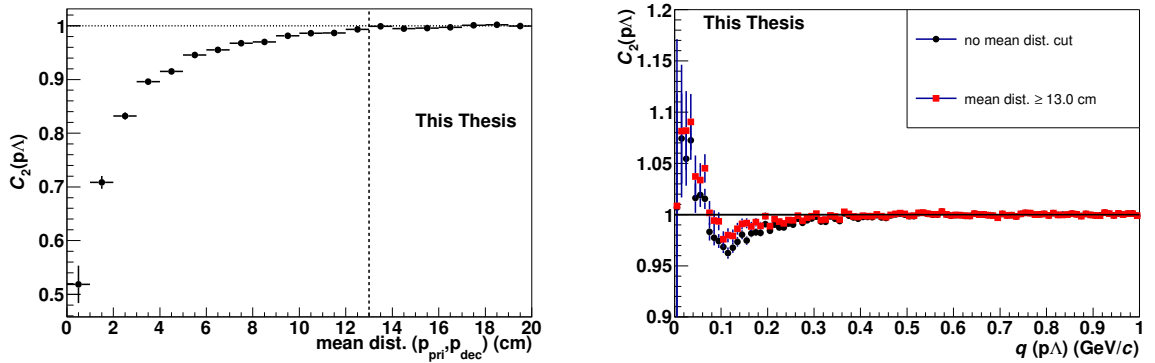 C₂(pΛ)
1
0.9
0.8
0.7
0.6
0.5
This Thesis
0 2 4 6 8 10 12 14 16 18 20
mean dist. (p_pri,p_dec) (cm)
C₂(pΛ)
1.2
1.15
1.1
1.05
1
0.95
0.9
This Thesis
no mean dist. cut
mean dist. ≥ 13.0 cm
0 0.1 0.2 0.3 0.4 0.5 0.6 0.7 0.8 0.9 1
q (pΛ) (GeV/c)